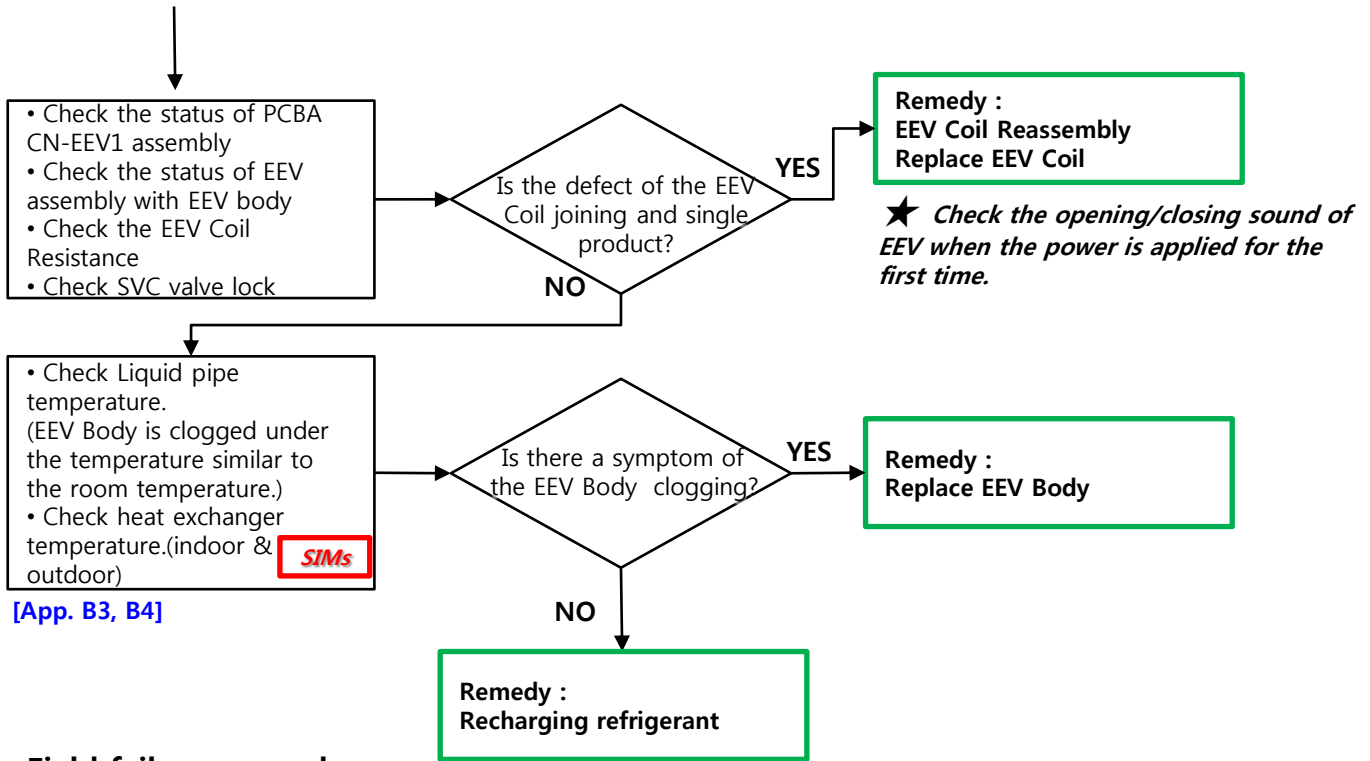 • Check the status of PCBA
CN-EEV1 assembly
• Check the status of EEV
assembly with EEV body
• Check the EEV Coil
Resistance
• Check SVC valve lock
Is the defect of the EEV
Coil joining and single
product?
YES
NO
Remedy :
EEV Coil Reassembly
Replace EEV Coil
★ Check the opening/closing sound of
EEV when the power is applied for the
first time.
• Check Liquid pipe
temperature.
(EEV Body is clogged under
the temperature similar to
the room temperature.)
• Check heat exchanger
temperature.(indoor &
outdoor)
SIMs
[App. B3, B4]
Is there a symptom of
the EEV Body clogging?
YES
NO
Remedy :
Replace EEV Body
Remedy :
Recharging refrigerant